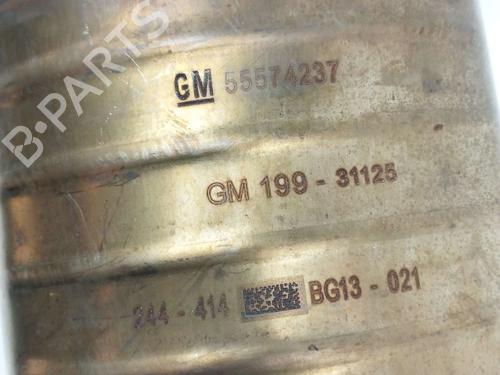 B-PARTS
GM 55574237
GM 199 - 31125
244 - 414 BG13 - 021